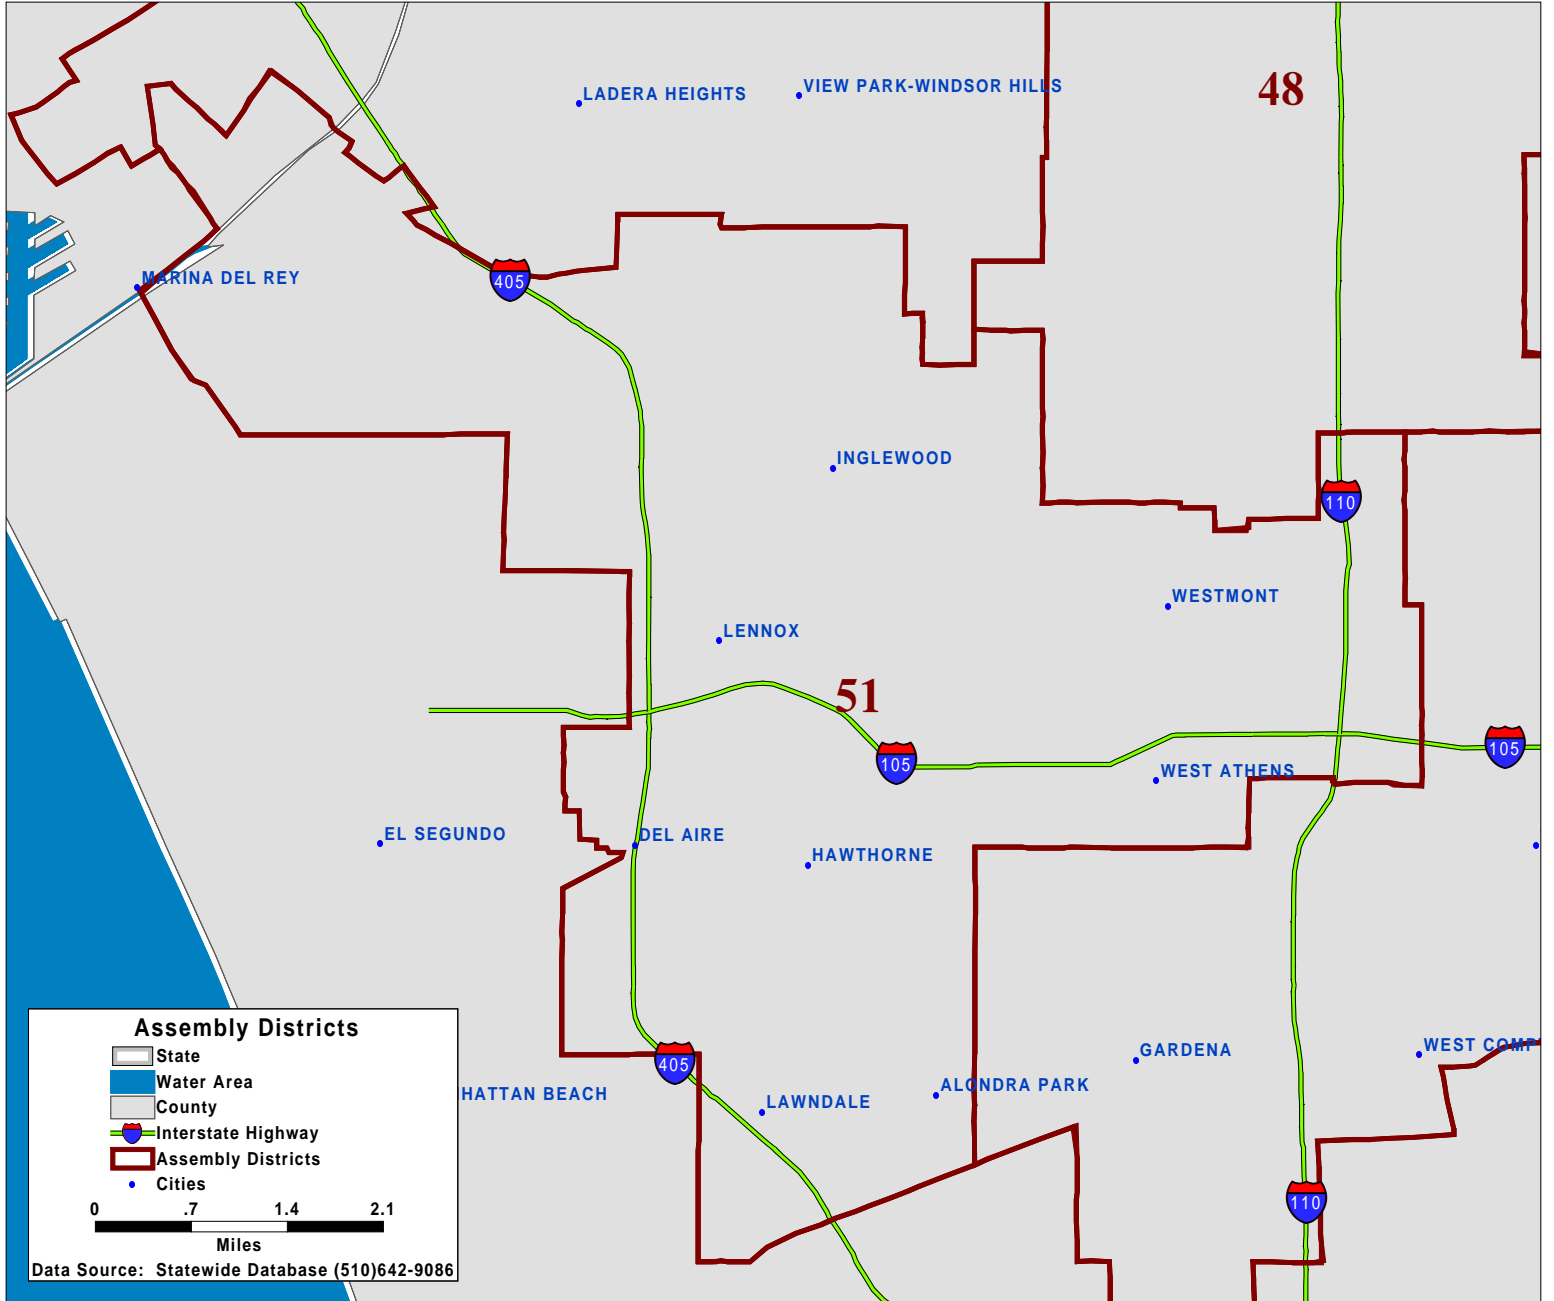 48
VIEW PARK-WINDSOR HILLS
LADERA HEIGHTS
MARINA DEL REY
405
INGLEWOOD
110
WESTMONT
LENNOX
51
105
105
WEST ATHENS
EL SEGUNDO
DEL AIRE
HAWTHORNE
GARDENA
WEST COMP
405
ALONDRA PARK
HATTAN BEACH
LAWNDALE
110
Assembly Districts
State
Water Area
County
Interstate Highway
Assembly Districts
Cities
0 .7 1.4 2.1
Miles
Data Source: Statewide Database (510)642-9086